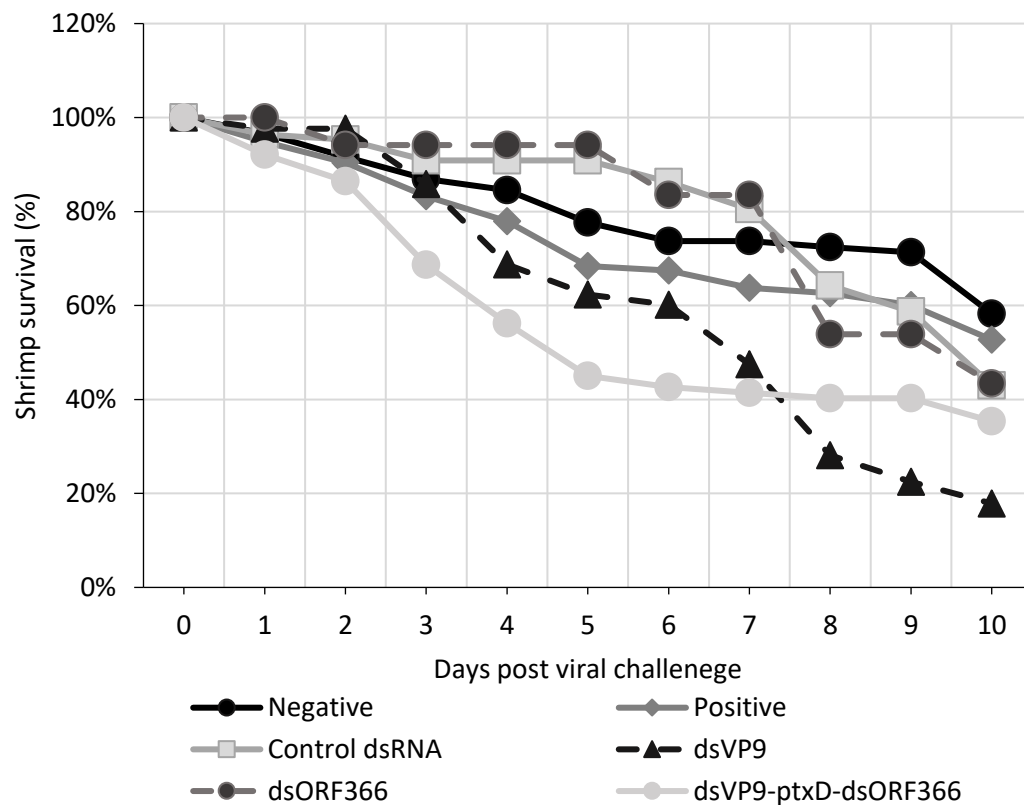 120%
100%
80%
60%
40%
20%
0%
Shrimp survival (%)
0 1 2 3 4 5 6 7 8 9 10
Days post viral challenege
Negative Positive
Control dsRNA dsVP9
dsORF366 dsVP9-ptxD-dsORF366